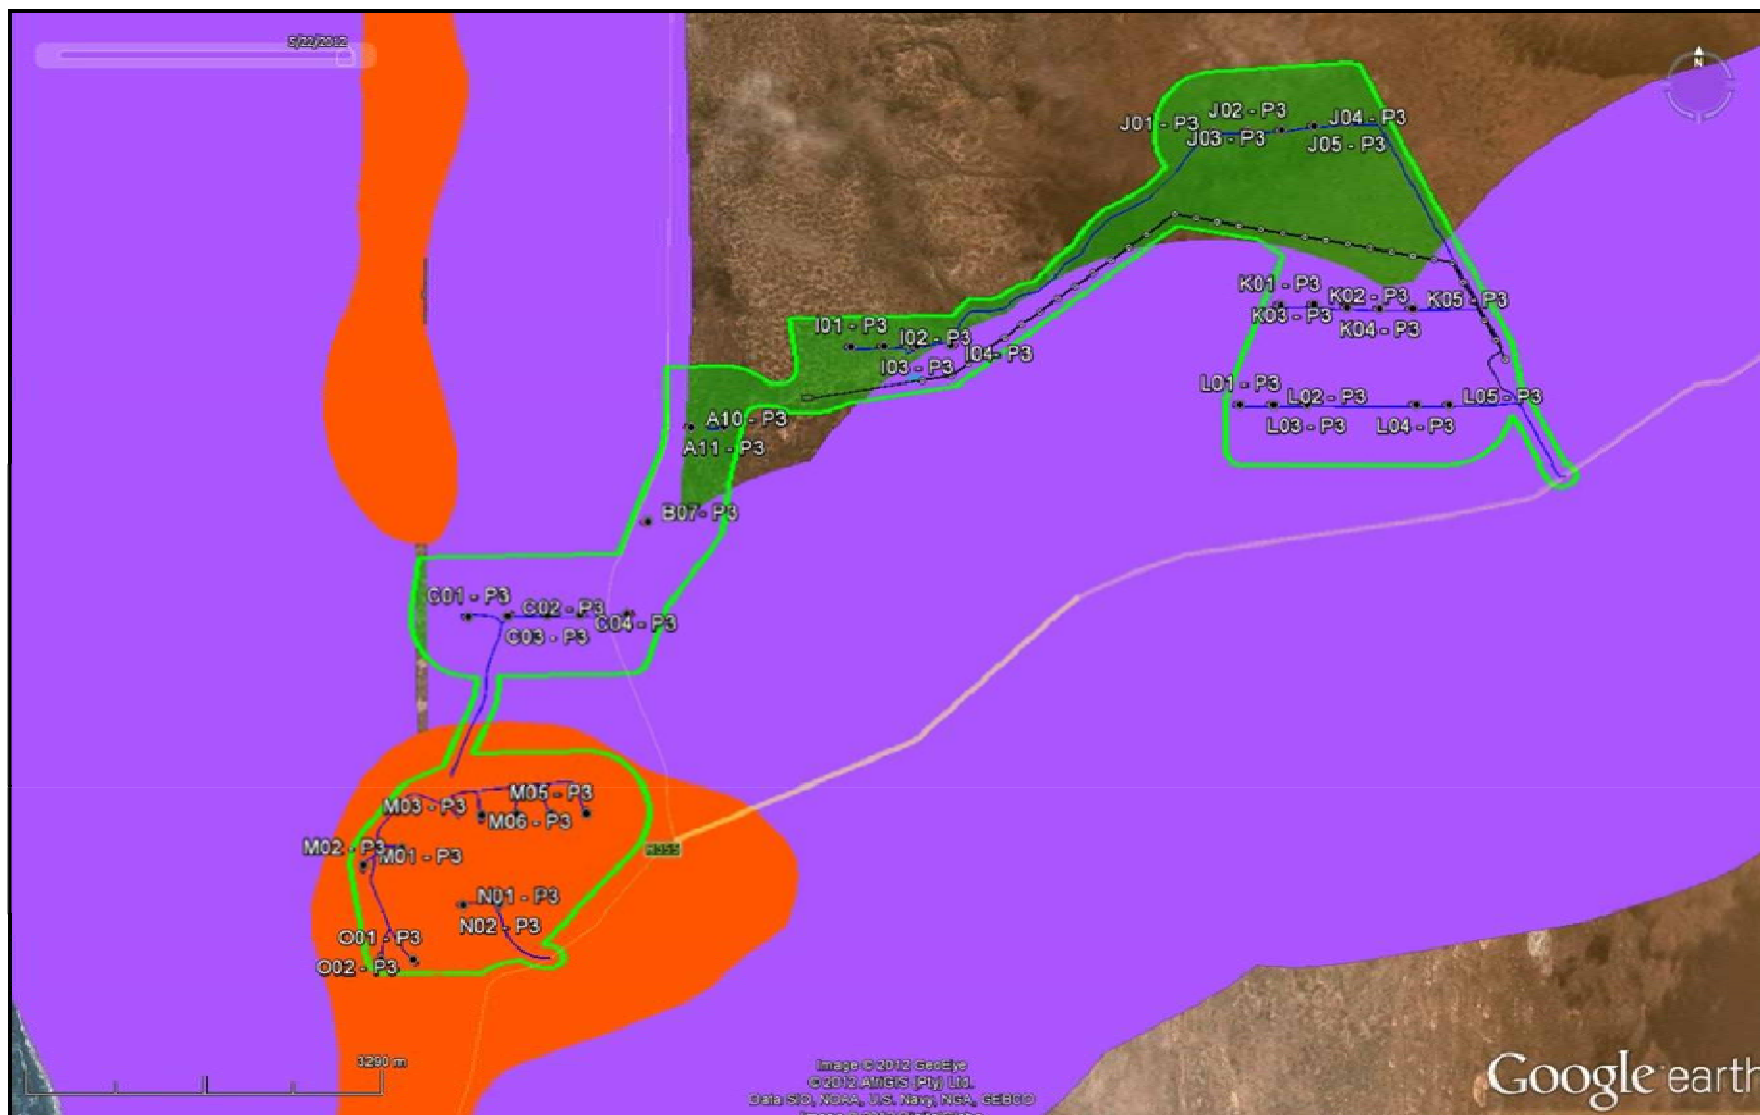 5/22/2012
N
J02 - P3
J01 - P3
J04 - P3
J03 - P3
J05 - P3
K01 - P3
K02 - P3
K05 - P3
K03 - P3
K04 - P3
I01 - P3
I02 - P3
I04- P3
I03 - P3
L01 - P3
L02 - P3
L05 - P3
L03 - P3
L04 - P3
A10 - P3
A11 - P3
B07- P3
C01 - P3
C02 - P3
C04 - P3
C03 - P3
M05 - P3
M03 - P3
M06 - P3
M02 - P3
M01 - P3
R355
N01 - P3
N02 - P3
O01 - P3
O02 - P3
3290 m
Image © 2012 GeoEye
© 2012 AfriGIS (Pty) Ltd.
Data SIO, NOAA, U.S. Navy, NGA, GEBCO
Google earth